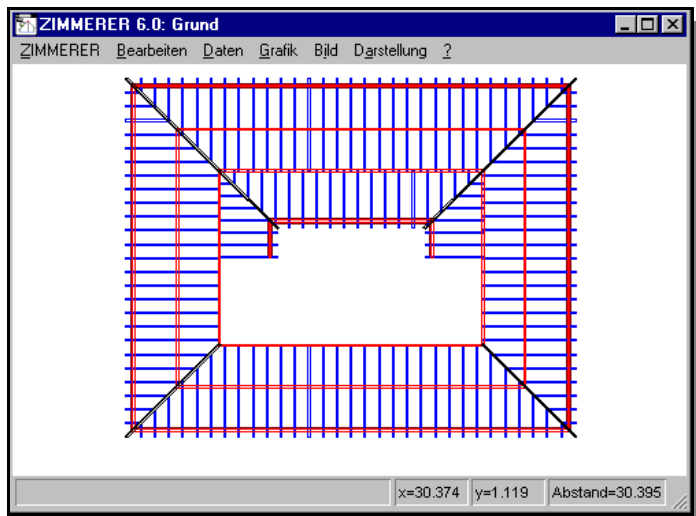 ZIMMERER 6.0: Grund
ZIMMERER Bearbeiten Daten Grafik Bild Darstellung ?
x=30.374 y=1.119 Abstand=30.395